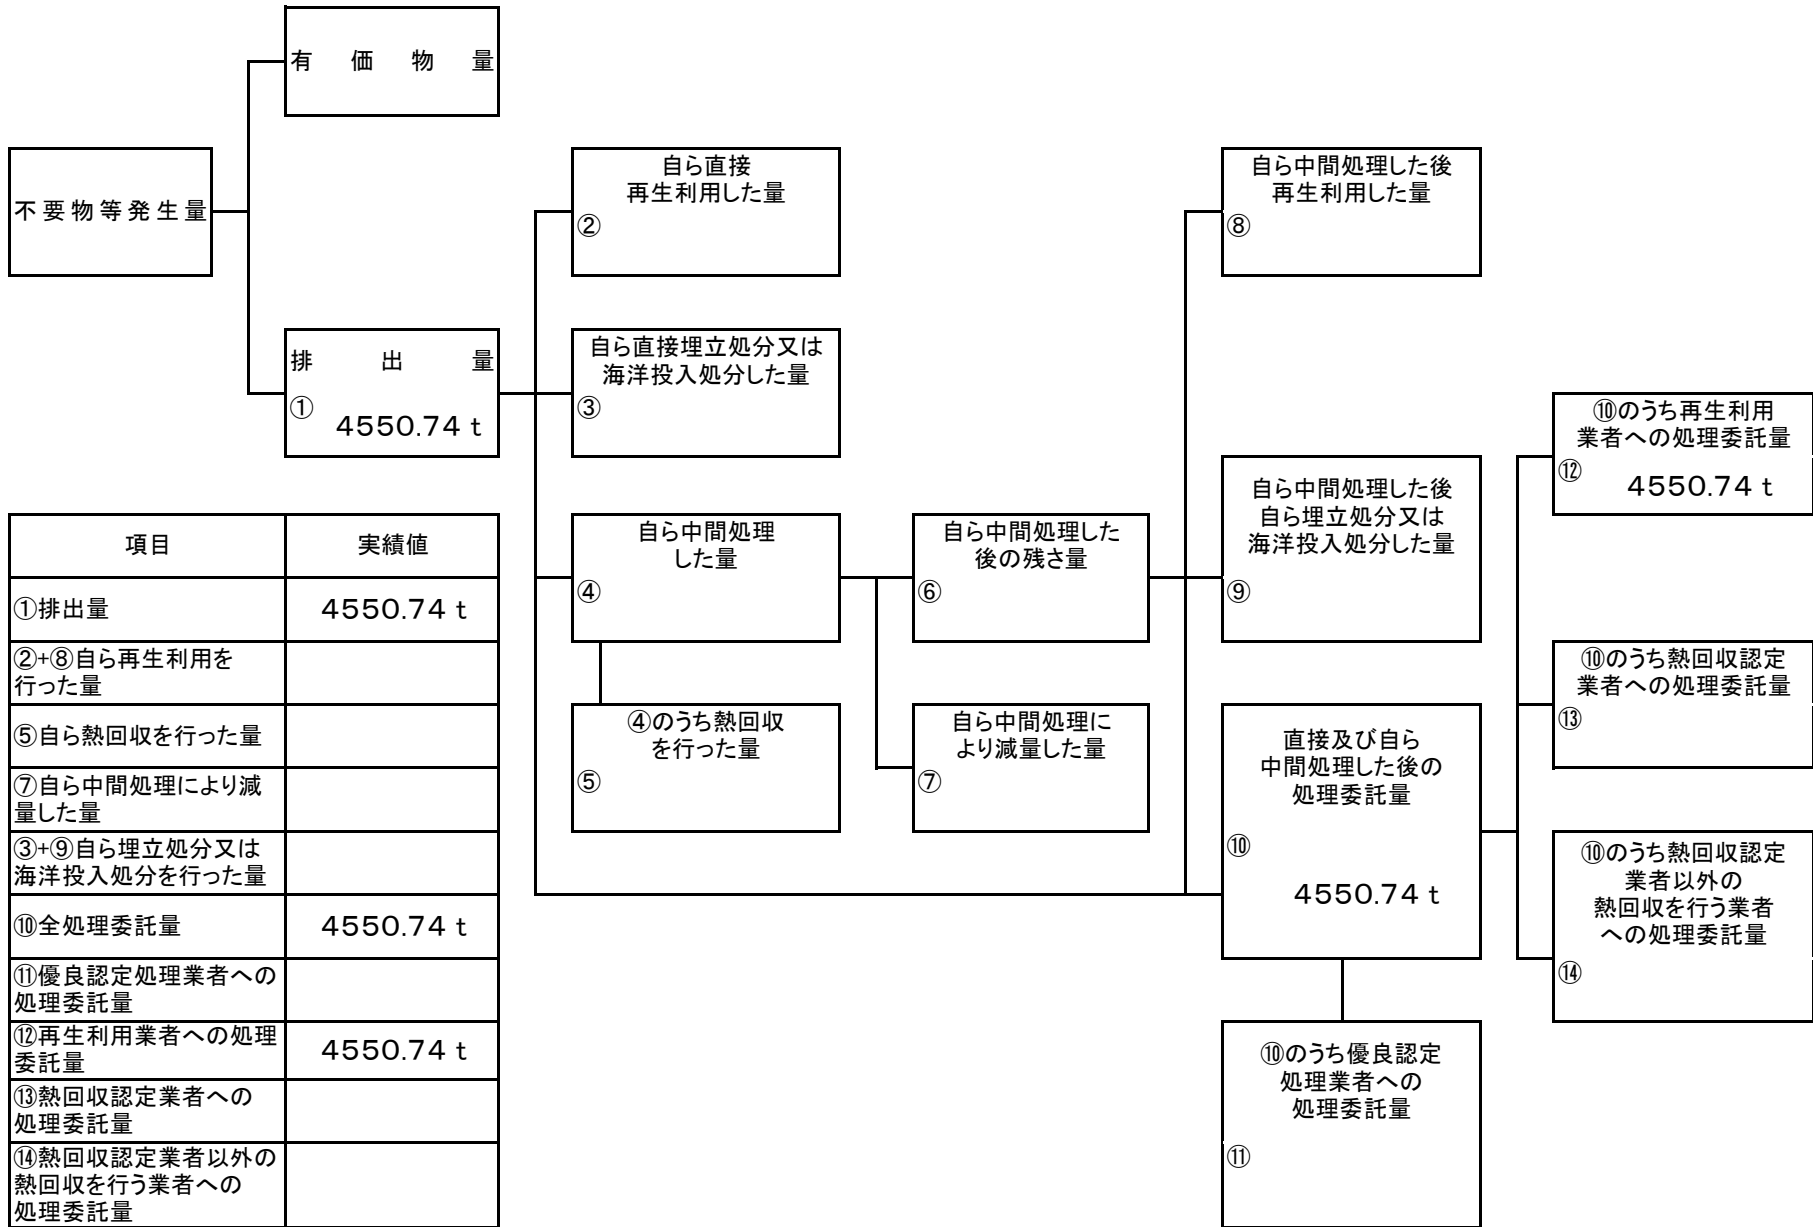 有価物量
不要物等発生量
排出量
①
4550.74 t
自ら直接
再生利用した量
②
自ら直接埋立処分又は
海洋投入処分した量
③
自ら中間処理
した量
④
④のうち熱回収
を行った量
⑤
自ら中間処理した
後の残さ量
⑥
自ら中間処理に
より減量した量
⑦
自ら中間処理した後
再生利用した量
⑧
自ら中間処理した後
自ら埋立処分又は
海洋投入処分した量
⑨
直接及び自ら
中間処理した後の
処理委託量
⑩
4550.74 t
⑩のうち優良認定
処理業者への
処理委託量
⑪
⑩のうち再生利用
業者への処理委託量
⑫
4550.74 t
⑩のうち熱回収認定
業者への処理委託量
⑬
⑩のうち熱回収認定
業者以外の
熱回収を行う業者
への処理委託量
⑭
項目 実績値
①排出量 4550.74 t
②+⑧自ら再生利用を
行った量
⑤自ら熱回収を行った量
⑦自ら中間処理により減
量した量
③+⑨自ら埋立処分又は
海洋投入処分を行った量
⑩全処理委託量 4550.74 t
⑪優良認定処理業者への
処理委託量
⑫再生利用業者への処理
委託量 4550.74 t
⑬熱回収認定業者への
処理委託量
⑭熱回収認定業者以外の
熱回収を行う業者への
処理委託量